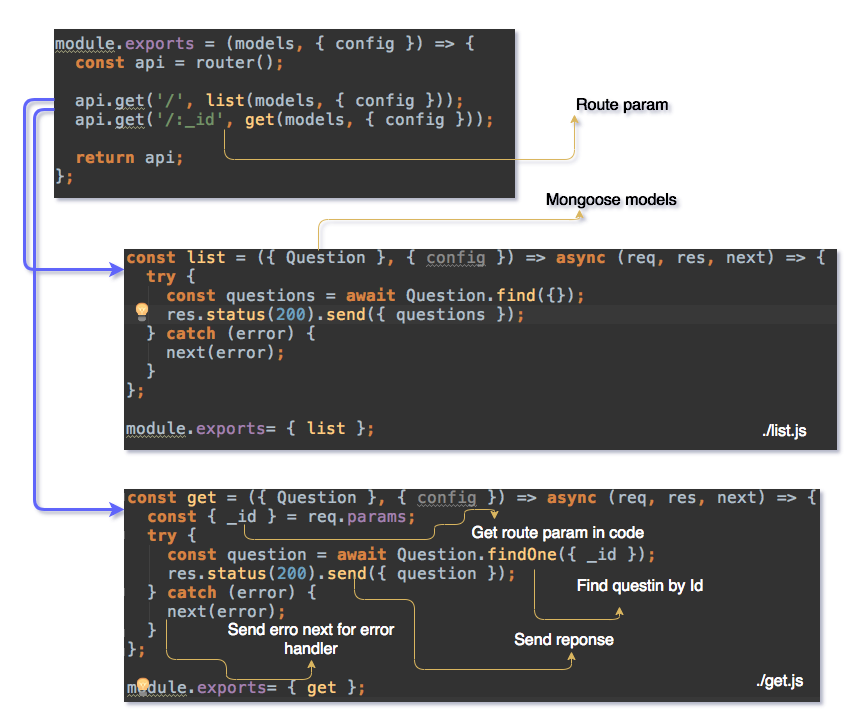 module.exports = (models, { config }) => {
const api = router();
api.get('/', list(models, { config }));
api.get('/:_id', get(models, { config }));
return api;
};
Route param
Mongoose models
const list = ({ Question }, { config }) => async (req, res, next) => {
try {
const questions = await Question.find({});
res.status(200).send({ questions });
} catch (error) {
next(error);
}
};
module.exports= { list };
./list.js
const get = ({ Question }, { config }) => async (req, res, next) => {
const { _id } = req.params;
Get route param in code
try {
const question = await Question.findOne({ _id });
res.status(200).send({ question });
Find questin by Id
} catch (error) {
next(error);
Send erro next for error
handler
Send reponse
}
};
module.exports= { get };
./get.js